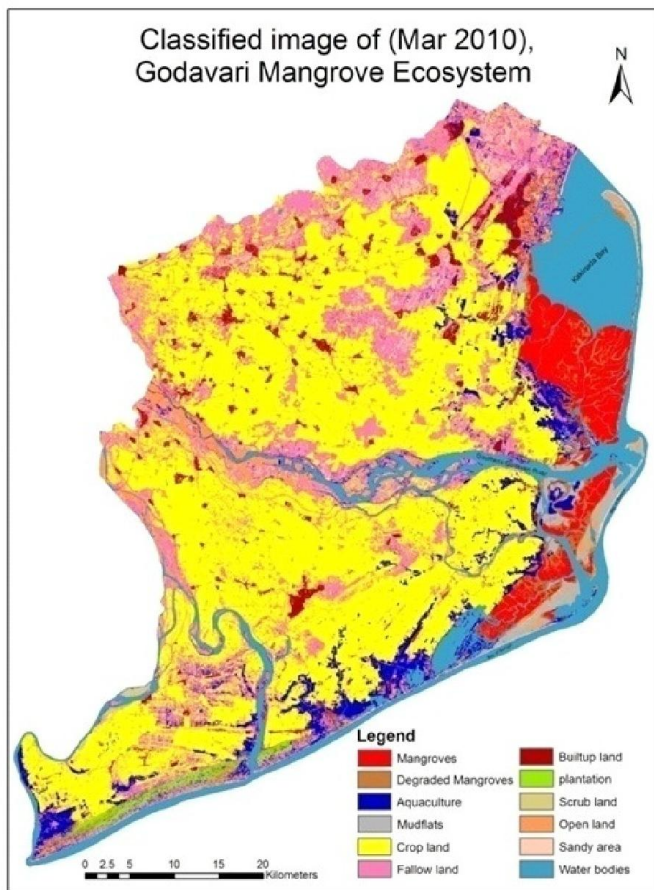 Classified image of (Mar 2010),
Godavari Mangrove Ecosystem
N
Kakinada Bay
Legend
Mangroves
Degraded Mangroves
Aquaculture
Mudflats
Crop land
Fallow land
Builtup land
plantation
Scrub land
Open land
Sandy area
Water bodies
0 2.5 5 10 15 20
Kilometers